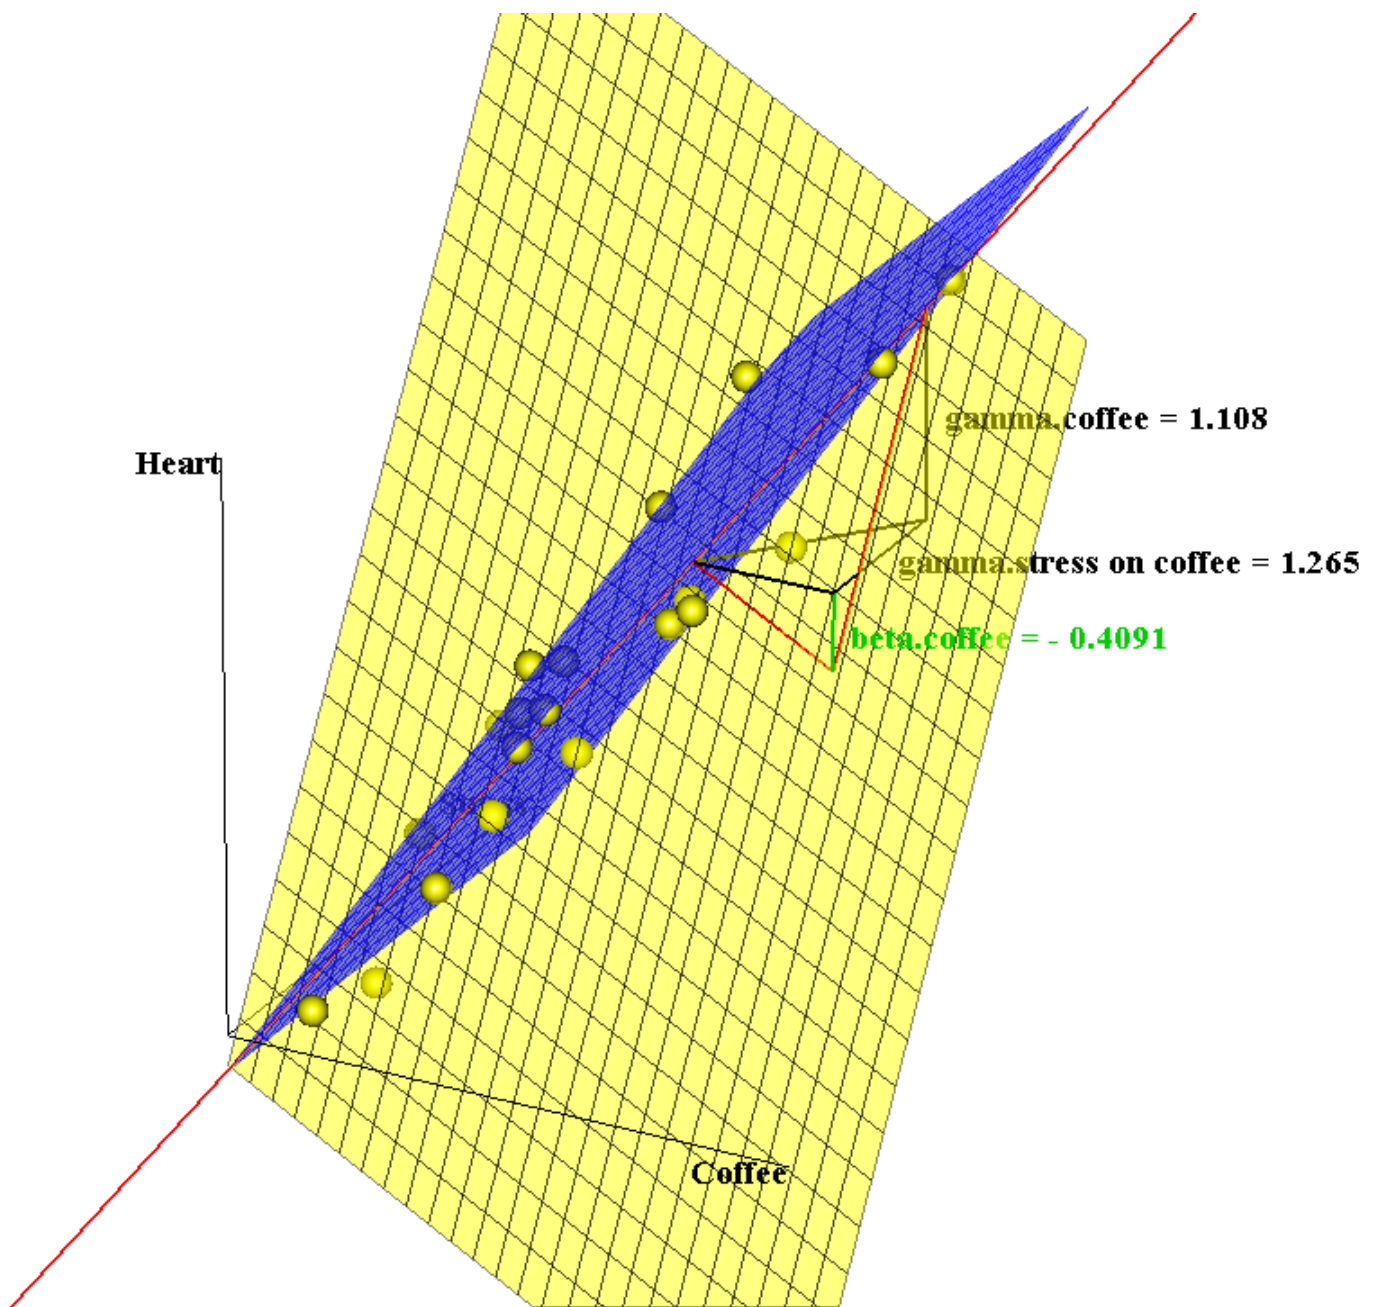 gamma.coffee = 1.108
Heart
gamma.stress on coffee = 1.265
beta.coffee = - 0.4091
Coffee